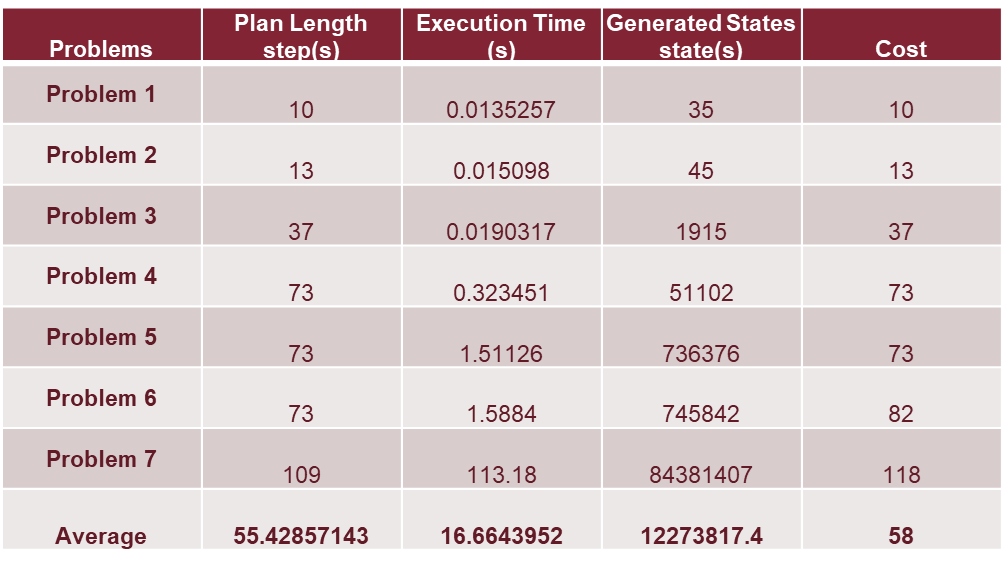 Problems Plan Length step(s) Execution Time (s) Generated States state(s) Cost
Problem 1 10 0.0135257 35 10
Problem 2 13 0.015098 45 13
Problem 3 37 0.0190317 1915 37
Problem 4 73 0.323451 51102 73
Problem 5 73 1.51126 736376 73
Problem 6 73 1.5884 745842 82
Problem 7 109 113.18 84381407 118
Average 55.42857143 16.6643952 12273817.4 58